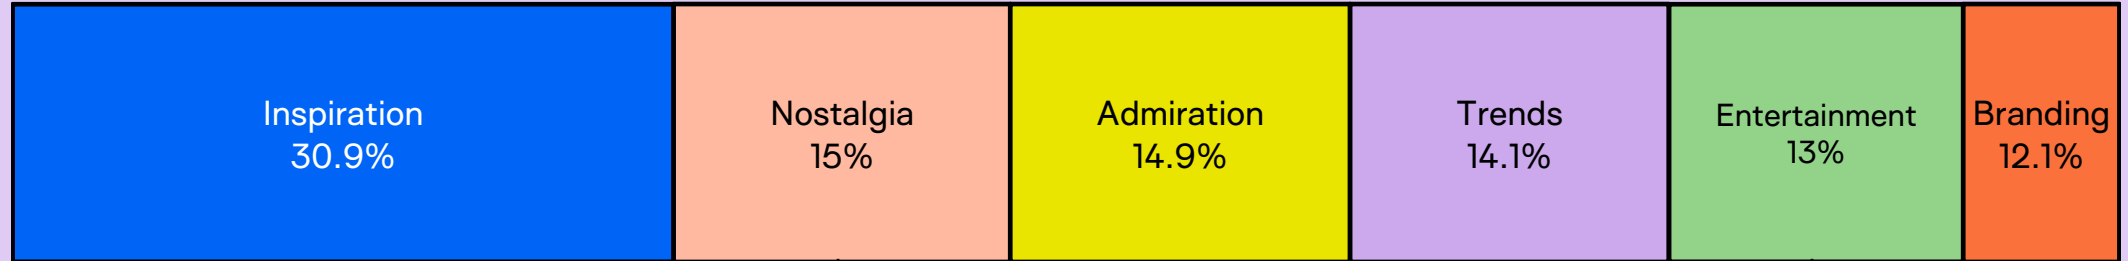 Inspiration
30.9%
Nostalgia
15%
Admiration
14.9%
Trends
14.1%
Entertainment
13%
Branding
12.1%